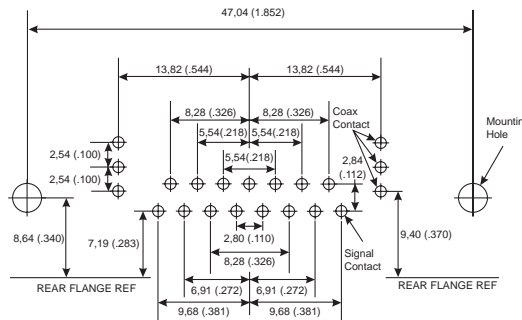 47,04 (1.852)
13,82 (.544)
13,82 (.544)
8,28 (.326)
8,28 (.326)
Coax
Contact
Mountin
Hole
5,54(.218)
5,54(.218)
2,54 (.100)
5,54(.218)
2,84
(.112)
2,54 (.100)
8,64 (.340)
7,19 (.283)
2,80 (.110)
9,40 (.370)
8,28 (.326)
Signal
Contact
REAR FLANGE REF
REAR FLANGE REF
6,91 (.272)
6,91 (.272)
9,68 (.381)
9,68 (.381)